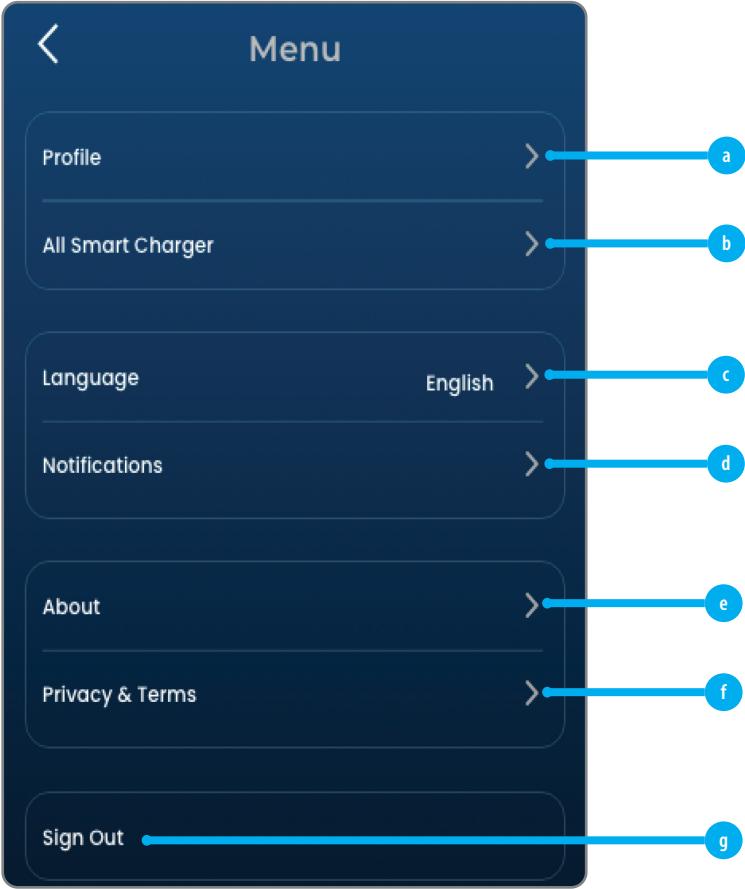 Menu
Profile
a
All Smart Charger
b
Language English
c
Notifications
d
About
e
Privacy & Terms
f
Sign Out
g